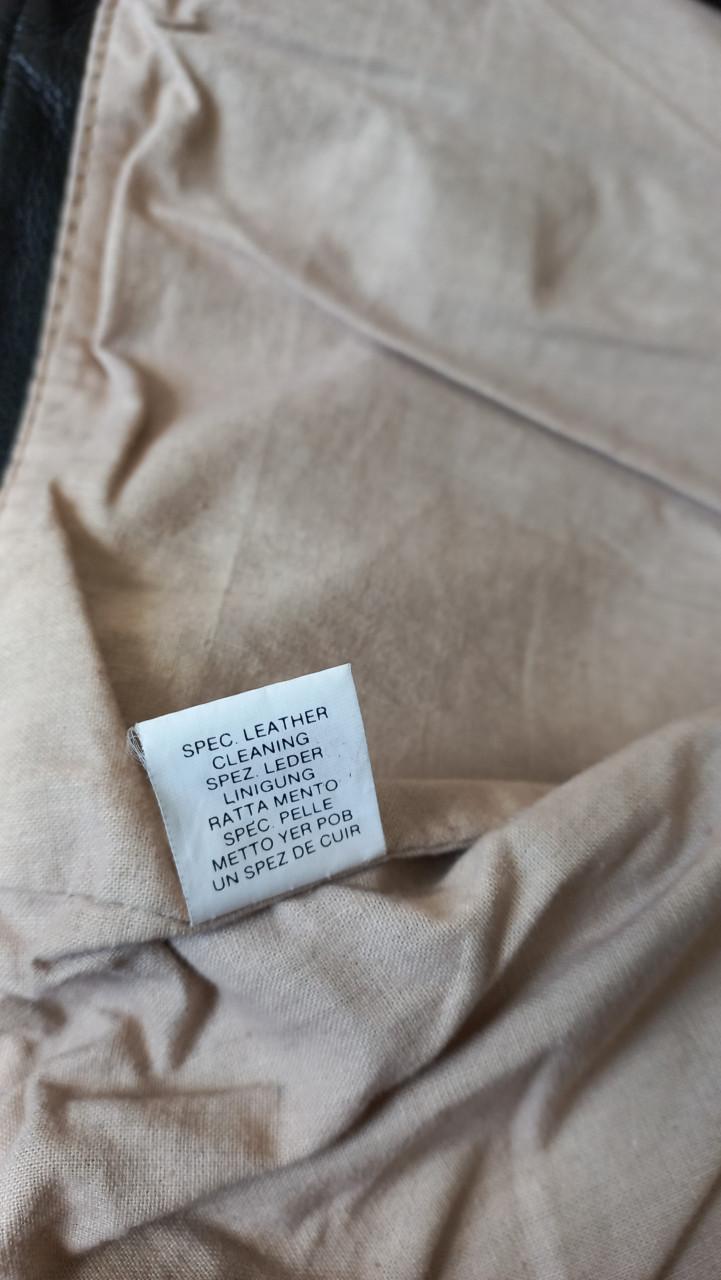 SPEC. LEATHER
CLEANING
SPEZ. LEDER
LINIGUNG
RATTA MENTO
SPEC. PELLE
METTO YER POB
UN SPEZ DE CUIR